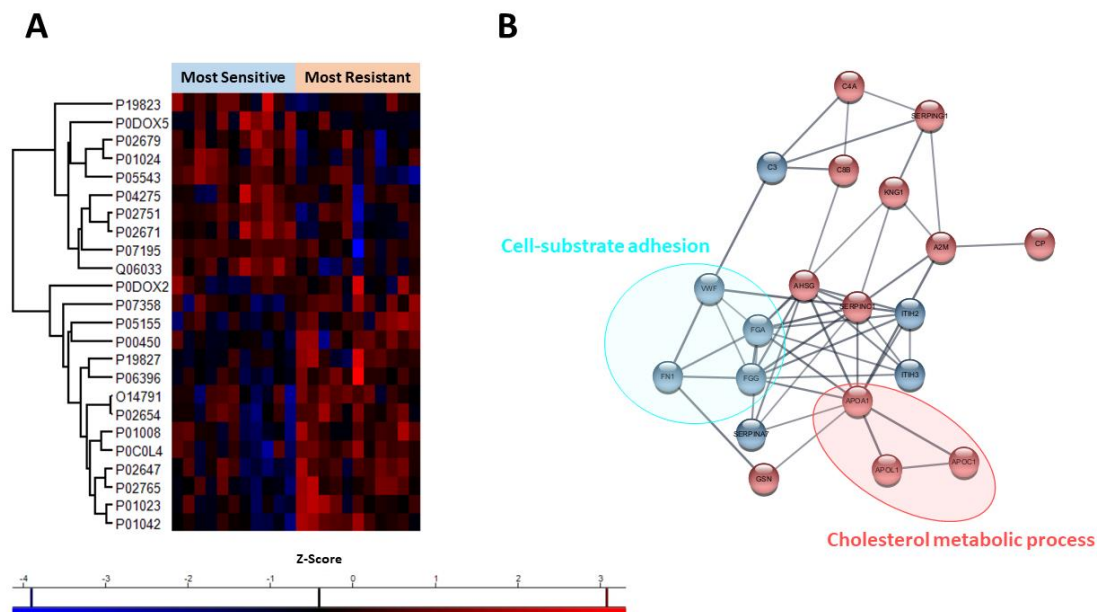 A
B
Most Sensitive Most Resistant
P19823
P0DOX5
P02679
P01024
P05543
P04275
P02751
P02671
P07195
Q06033
P0DOX2
P07358
P05155
P00450
P19827
P06396
O14791
P02654
P01008
P0C0L4
P02647
P02765
P01023
P01042
Z-Score
-4 -3 -2 -1 0 1 2 3
C4A
SERPING1
C3
C8B
KNG1
A2M
CP
Cell-substrate adhesion
VWF
AHSG
SERPINC1
ITIH2
FGA
FN1
FGG
ITIH3
APOA1
SERPINA7
GSN
APOL1
APOC1
Cholesterol metabolic process